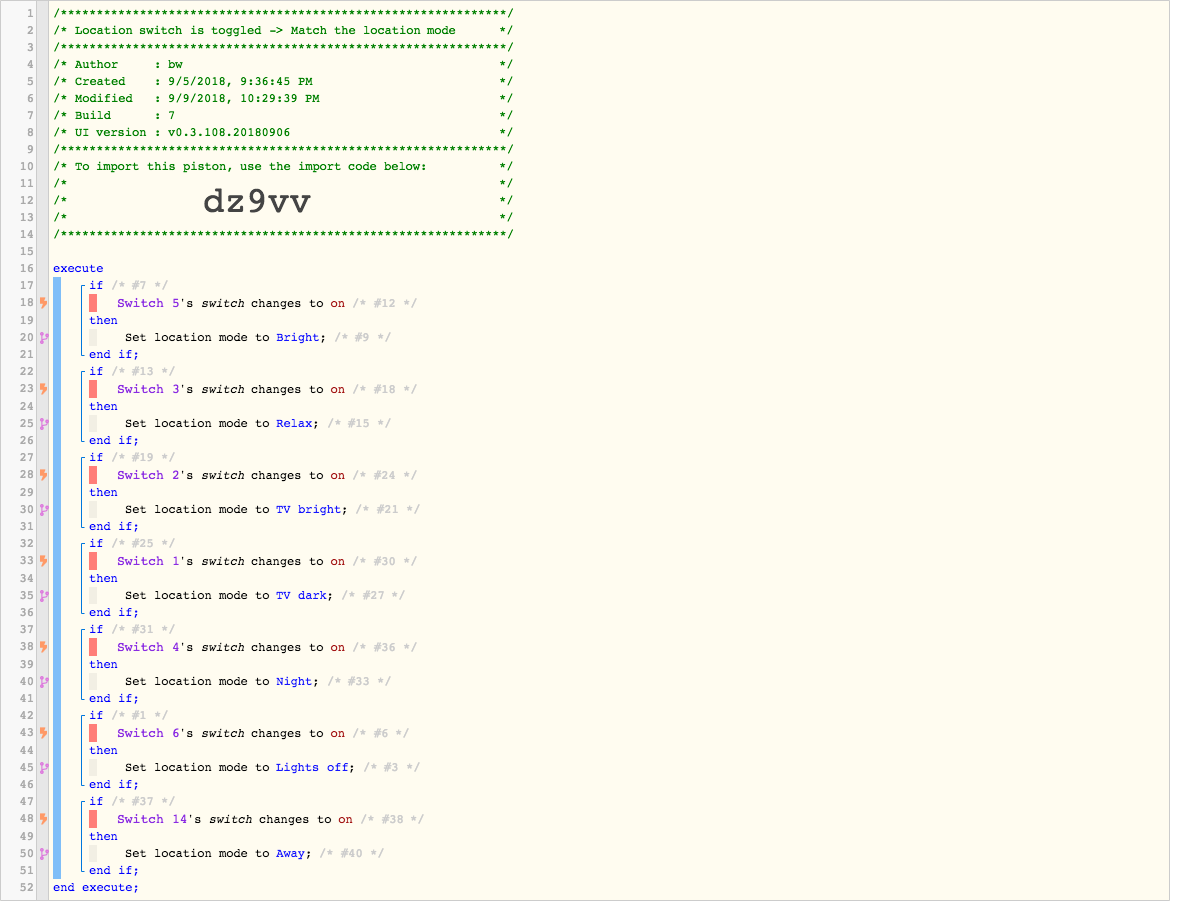 1 /**************************************************************/
2 /* Location switch is toggled -> Match the location mode */
3 /**************************************************************/
4 /* Author : bw */
5 /* Created : 9/5/2018, 9:36:45 PM */
6 /* Modified : 9/9/2018, 10:29:39 PM */
7 /* Build : 7 */
8 /* UI version : v0.3.108.20180906 */
9 /**************************************************************/
10 /* To import this piston, use the import code below: */
11 /* */
12 /* dz9vv */
13 /* */
14 /**************************************************************/
15
16 execute
17 if /* #7 */
18 Switch 5's switch changes to on /* #12 */
19 then
20 Set location mode to Bright; /* #9 */
21 end if;
22 if /* #13 */
23 Switch 3's switch changes to on /* #18 */
24 then
25 Set location mode to Relax; /* #15 */
26 end if;
27 if /* #19 */
28 Switch 2's switch changes to on /* #24 */
29 then
30 Set location mode to TV bright; /* #21 */
31 end if;
32 if /* #25 */
33 Switch 1's switch changes to on /* #30 */
34 then
35 Set location mode to TV dark; /* #27 */
36 end if;
37 if /* #31 */
38 Switch 4's switch changes to on /* #36 */
39 then
40 Set location mode to Night; /* #33 */
41 end if;
42 if /* #1 */
43 Switch 6's switch changes to on /* #6 */
44 then
45 Set location mode to Lights off; /* #3 */
46 end if;
47 if /* #37 */
48 Switch 14's switch changes to on /* #38 */
49 then
50 Set location mode to Away; /* #40 */
51 end if;
52 end execute;